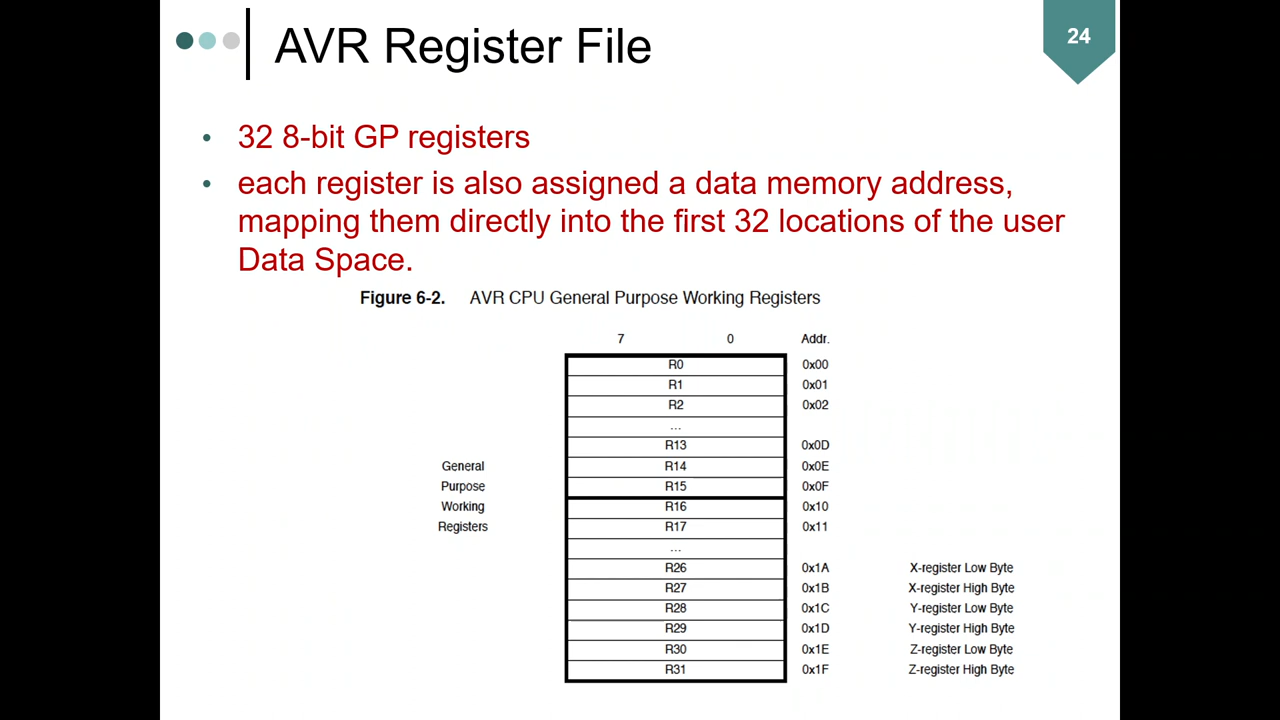 AVR Register File
24
• 32 8-bit GP registers
• each register is also assigned a data memory address,
mapping them directly into the first 32 locations of the user
Data Space.
Figure 6-2. AVR CPU General Purpose Working Registers
7 0 Addr.
R0 0x00
R1 0x01
R2 0x02
...
R13 0x0D
General R14 0x0E
Purpose R15 0x0F
Working R16 0x10
Registers R17 0x11
...
R26 0x1A X-register Low Byte
R27 0x1B X-register High Byte
R28 0x1C Y-register Low Byte
R29 0x1D Y-register High Byte
R30 0x1E Z-register Low Byte
R31 0x1F Z-register High Byte